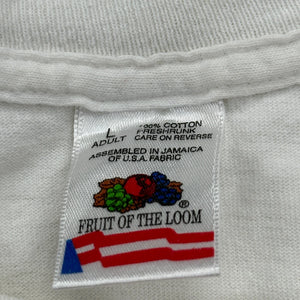 L
ADULT
100% COTTON
PRESHRUNK
CARE ON REVERSE
ASSEMBLED IN JAMAICA
OF U.S.A. FABRIC
®
FRUIT OF THE LOOM